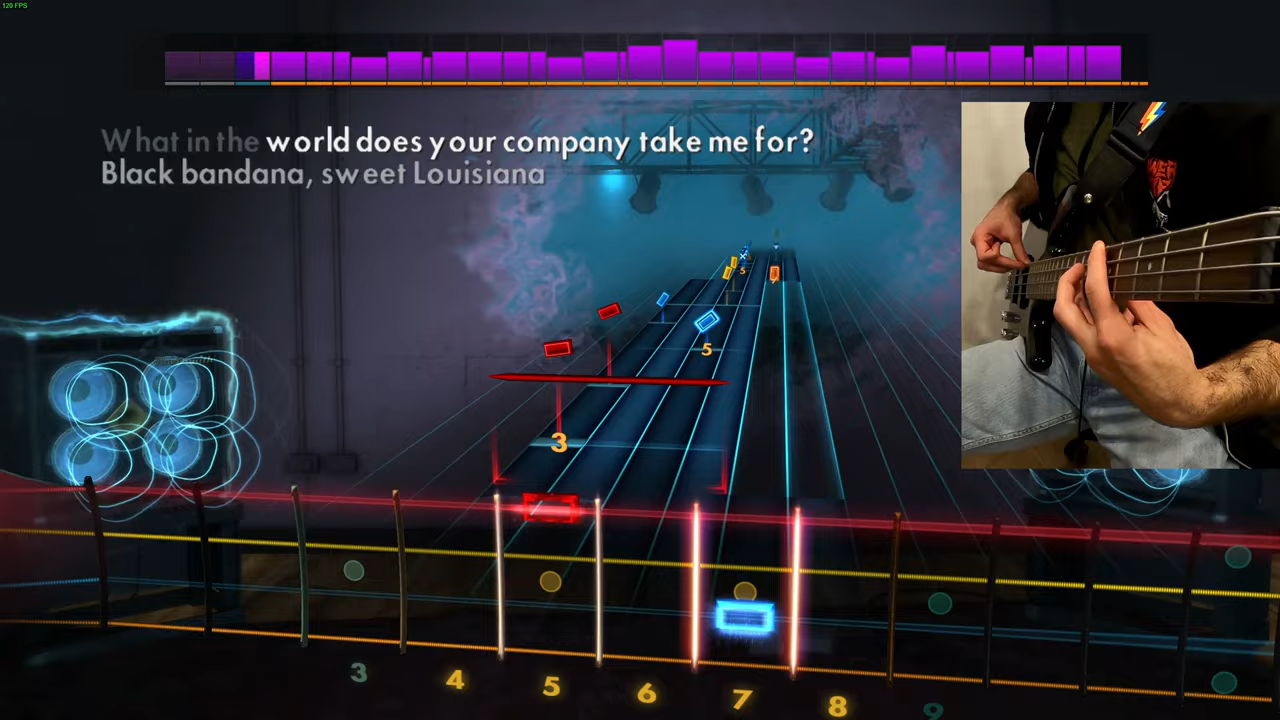 120 FPS
What in the world does your company take me for?
Black bandana, sweet Louisiana
5
5
3
3 4 5 6 7 8 9